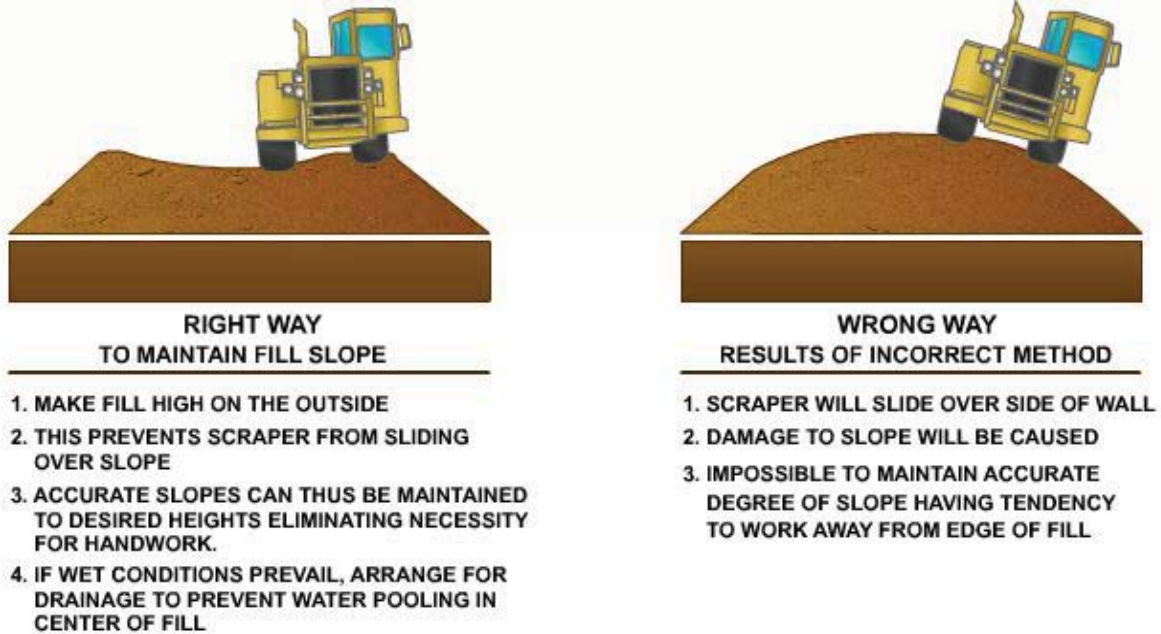 RIGHT WAY
TO MAINTAIN FILL SLOPE
1. MAKE FILL HIGH ON THE OUTSIDE
2. THIS PREVENTS SCRAPER FROM SLIDING
OVER SLOPE
3. ACCURATE SLOPES CAN THUS BE MAINTAINED
TO DESIRED HEIGHTS ELIMINATING NECESSITY
FOR HANDWORK.
4. IF WET CONDITIONS PREVAIL, ARRANGE FOR
DRAINAGE TO PREVENT WATER POOLING IN
CENTER OF FILL
WRONG WAY
RESULTS OF INCORRECT METHOD
1. SCRAPER WILL SLIDE OVER SIDE OF WALL
2. DAMAGE TO SLOPE WILL BE CAUSED
3. IMPOSSIBLE TO MAINTAIN ACCURATE
DEGREE OF SLOPE HAVING TENDENCY
TO WORK AWAY FROM EDGE OF FILL